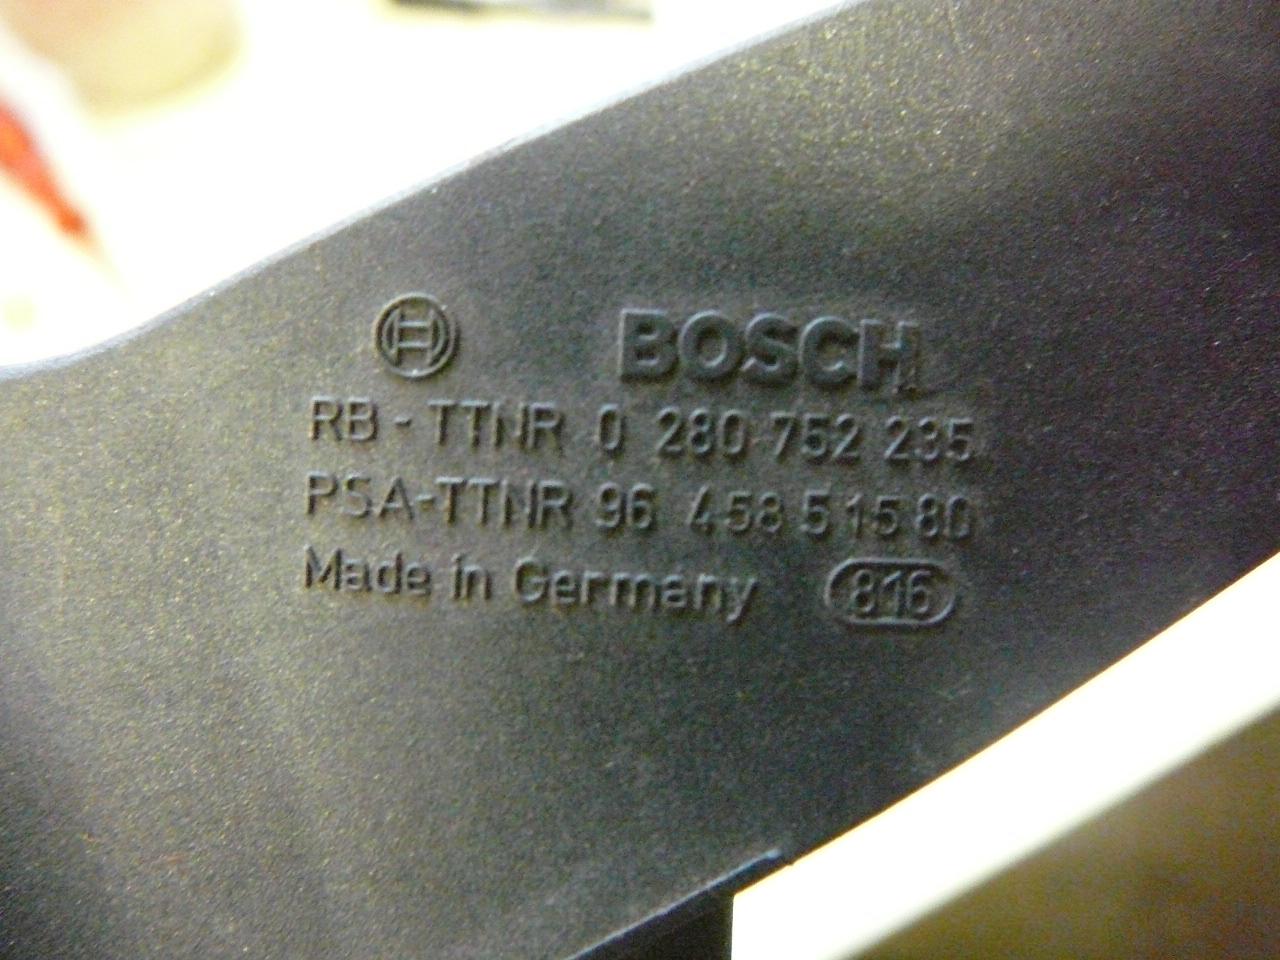 BOSCH
RB - TTNR 0 280 752 235
PSA-TTNR 96 458 515 80
Made in Germany 816